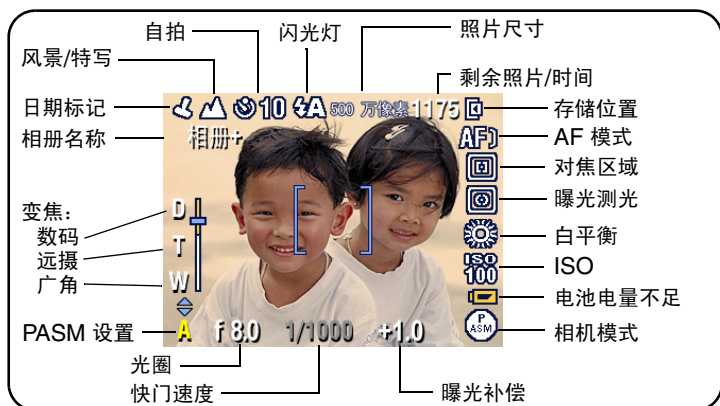 自拍
闪光灯
照片尺寸
风景/特写
剩余照片/时间
日期标记
10
A
500 万像素
1175
存储位置
相册名称
相册+
AF
AF 模式
对焦区域
曝光测光
变焦：
数码
D
远摄
T
广角
W
白平衡
ISO
100
ISO
电池电量不足
PASM 设置
A
f 8.0
1/1000
+1.0
P
ASM
相机模式
光圈
快门速度
曝光补偿